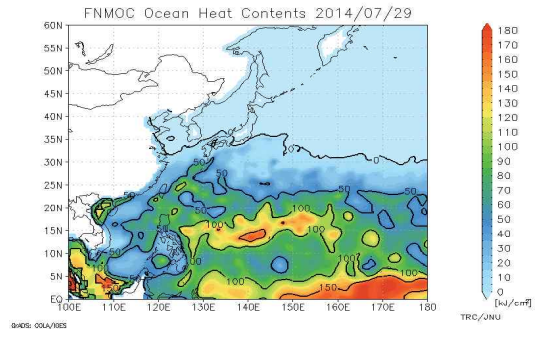 FNMOC Ocean Heat Contents 2014/07/29
60N
55N
50N
45N
40N
35N
30N
25N
20N
15N
10N
5N
EQ
100E
110E
120E
130E
140E
150E
160E
170E
180
0
0
50
50
50
50
50
100
100
100
100
100
180
170
160
150
140
130
120
110
100
90
80
70
60
50
40
30
20
10
0
[kJ/cm²]
TRC/JNU
GrADS: COLA/IGES